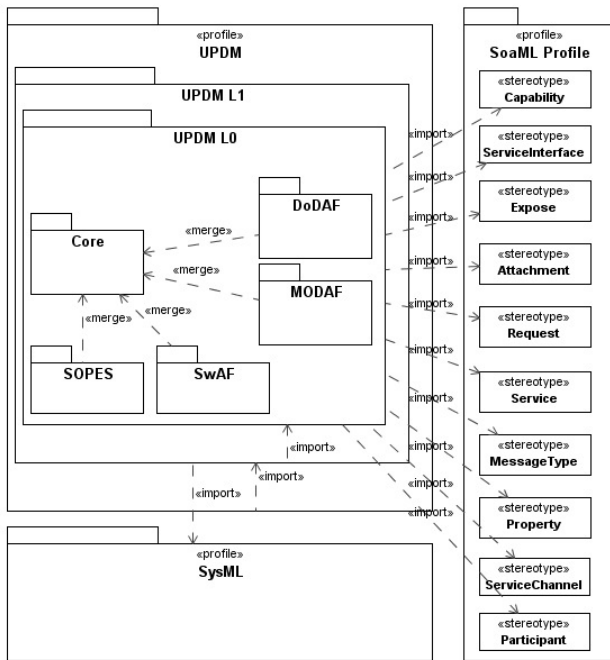 «profile»
UPDM
UPDM L1
UPDM L0
DoDAF
Core
«merge»
«merge»
MODAF
«merge»
«merge»
SOPES
SwAF
«import»
«import»
«import»
«profile»
SysML
«import»
«import»
«import»
«import»
«import»
«import»
«import»
«import»
«import»
«import»
«profile»
SoaML Profile
«stereotype»
Capability
«stereotype»
ServiceInterface
«stereotype»
Expose
«stereotype»
Attachment
«stereotype»
Request
«stereotype»
Service
«stereotype»
MessageType
«stereotype»
Property
«stereotype»
ServiceChannel
«stereotype»
Participant